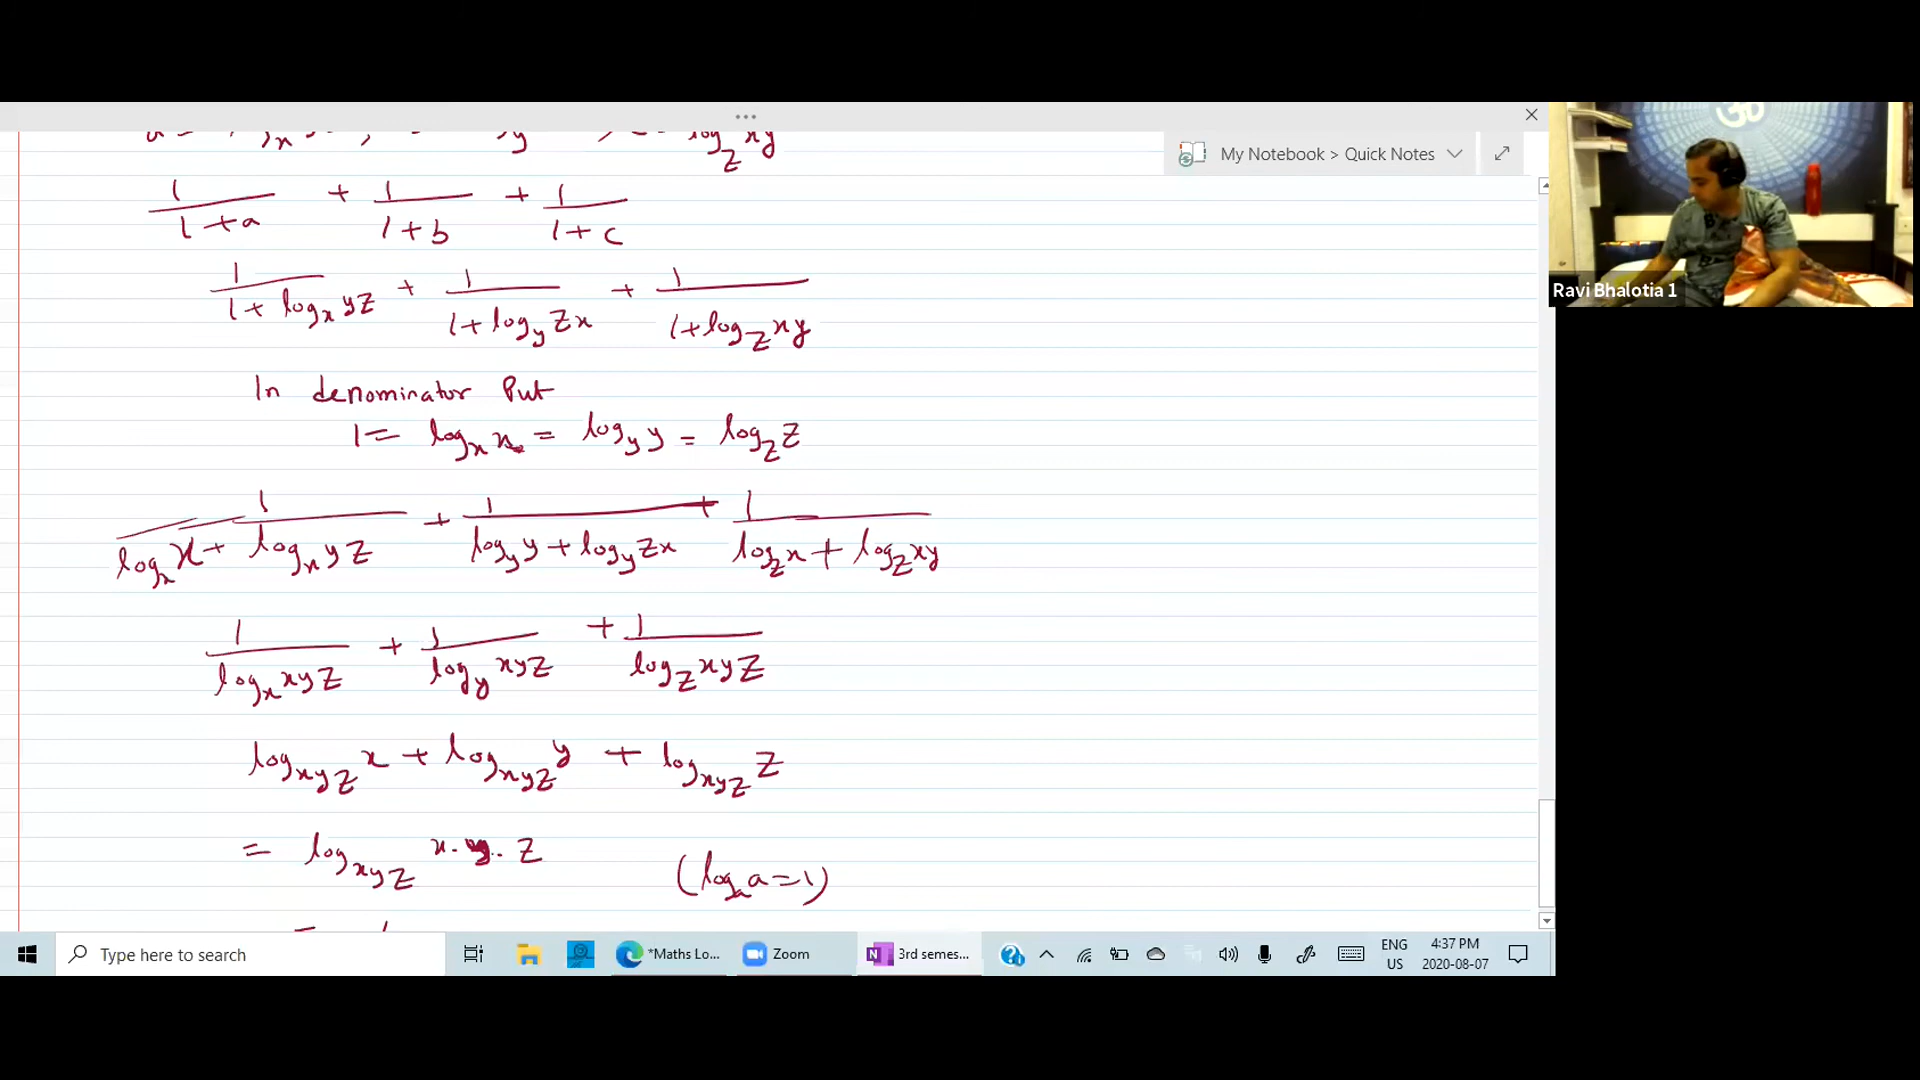 log_z xy
1/(1+a) + 1/(1+b) + 1/(1+c)
1/(1+log_x yz) + 1/(1+log_y zx) + 1/(1+log_z xy)
In denominator Put
1 = log_x x = log_y y = log_z z
1/(log_x x + log_x yz) + 1/(log_y y + log_y zx) + 1/(log_z x + log_z xy)
1/(log_x xyz) + 1/(log_y xyz) + 1/(log_z xyz)
log_xyz x + log_xyz y + log_xyz z
= log_xyz x.y.z (log_a a = 1)
My Notebook > Quick Notes
Ravi Bhalotia 1
Type here to search
*Maths Lo...
Zoom
N 3rd semes...
ENG
US
4:37 PM
2020-08-07